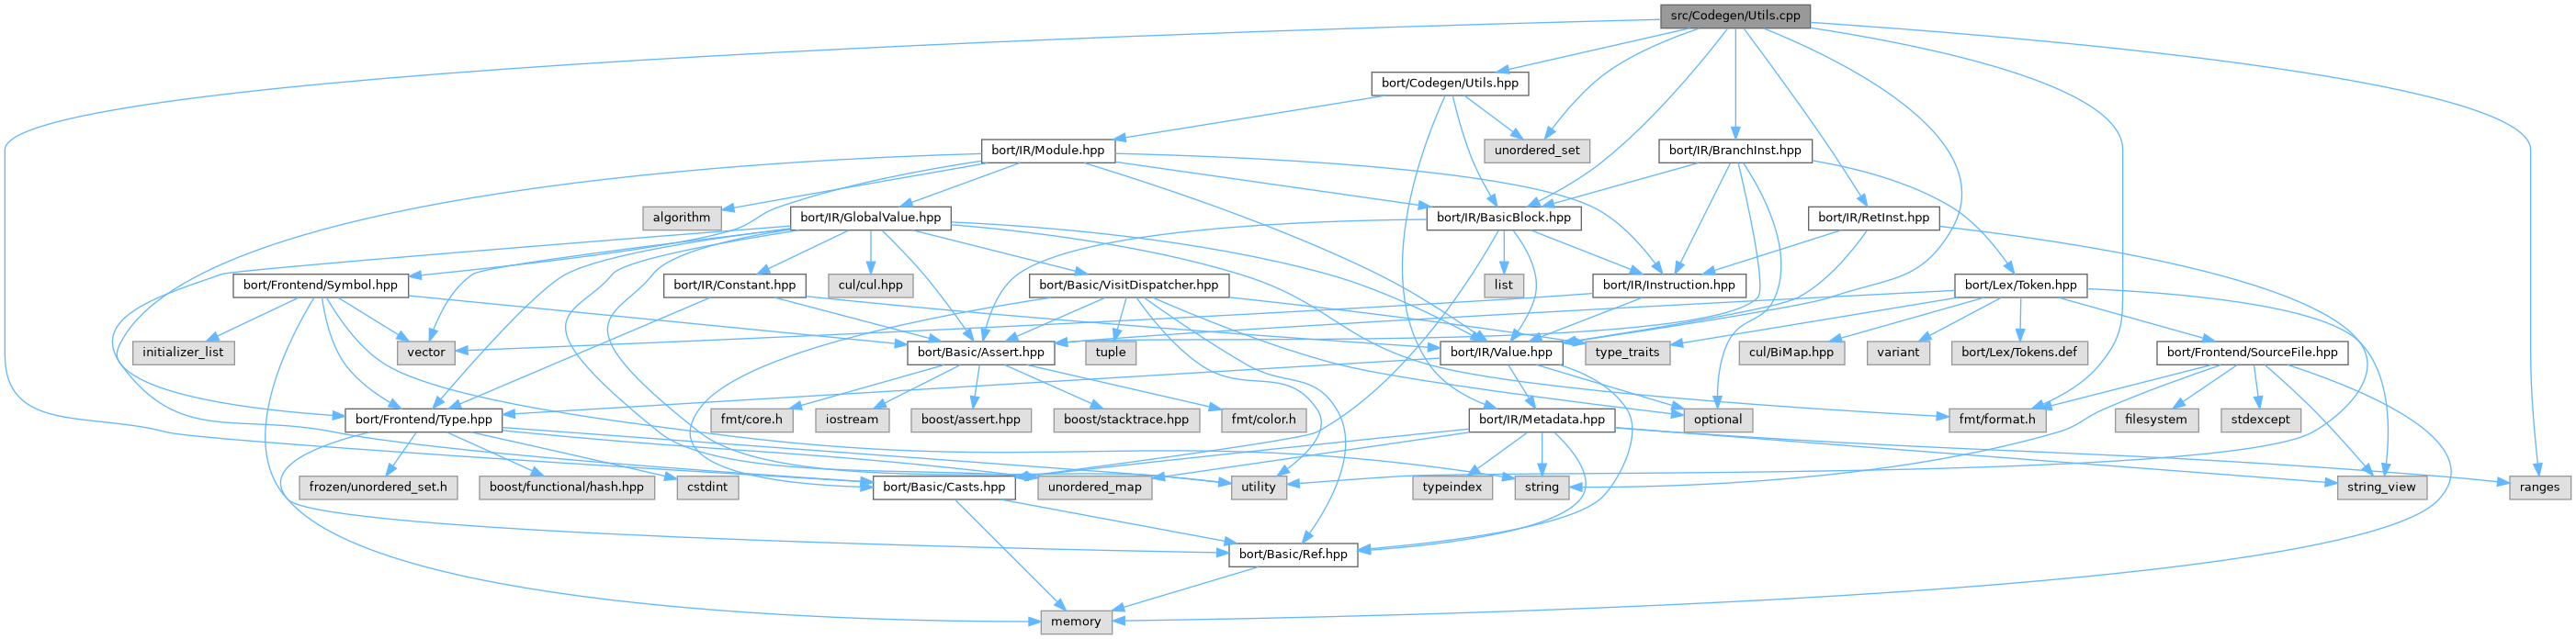 src/Codegen/Utils.cpp
bort/Codegen/Utils.hpp
bort/IR/Module.hpp
unordered_set
bort/IR/BranchInst.hpp
algorithm
bort/IR/GlobalValue.hpp
bort/IR/BasicBlock.hpp
bort/IR/RetInst.hpp
bort/Frontend/Symbol.hpp
bort/IR/Constant.hpp
cul/cul.hpp
bort/Basic/VisitDispatcher.hpp
list
bort/IR/Instruction.hpp
bort/Lex/Token.hpp
initializer_list
vector
bort/Basic/Assert.hpp
tuple
bort/IR/Value.hpp
type_traits
cul/BiMap.hpp
variant
bort/Lex/Tokens.def
bort/Frontend/SourceFile.hpp
bort/Frontend/Type.hpp
fmt/core.h
iostream
boost/assert.hpp
boost/stacktrace.hpp
fmt/color.h
bort/IR/Metadata.hpp
optional
fmt/format.h
filesystem
stdexcept
frozen/unordered_set.h
boost/functional/hash.hpp
cstdint
bort/Basic/Casts.hpp
unordered_map
utility
typeindex
string
string_view
ranges
bort/Basic/Ref.hpp
memory